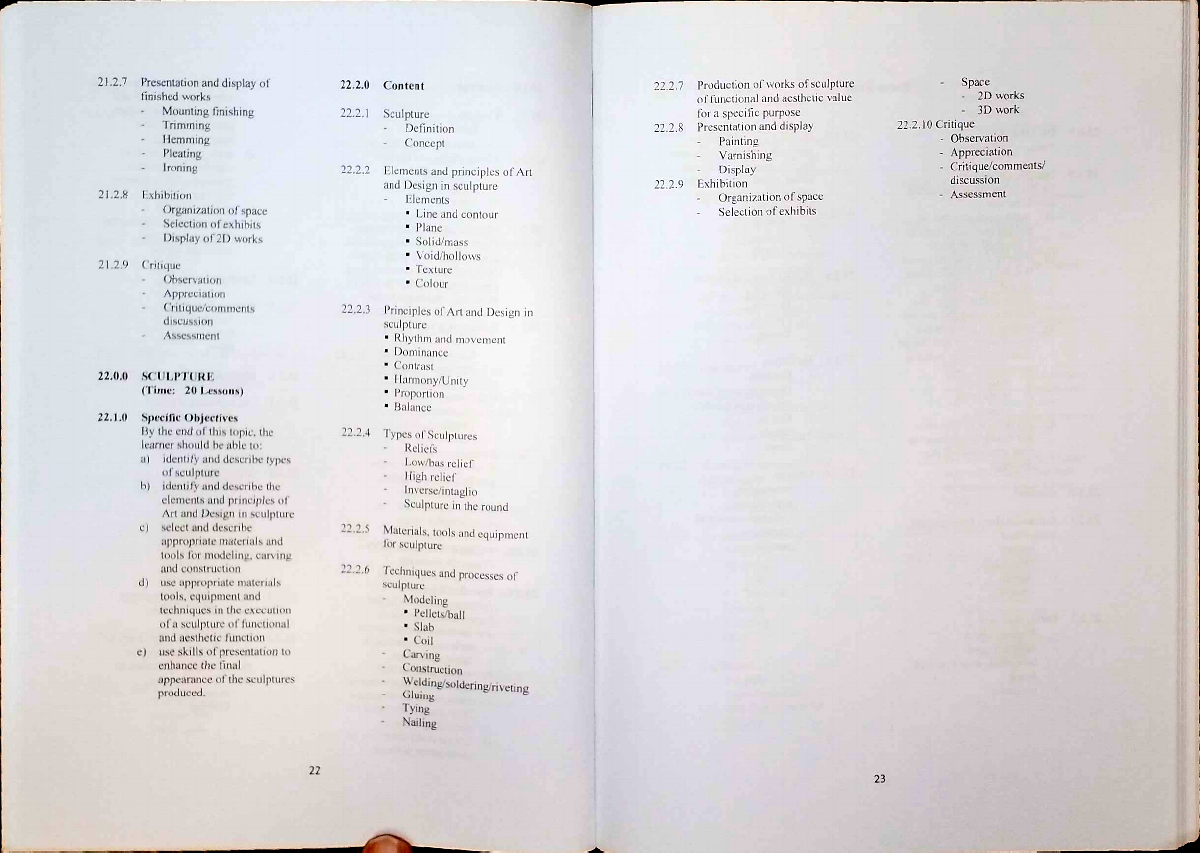 21.2.7 Presentation and display of
finished works
- Mounting finishing
- Trimming
- Hemming
- Pleating
- Ironing
21.2.8 Exhibition
- Organization of space
- Selection of exhibits
- Display of 2D works
21.2.9 Critique
- Observation
- Appreciation
- Critique/comments
discussion
- Assessment
22.0.0 SCULPTURE
(Time: 20 Lessons)
22.1.0 Specific Objectives
By the end of this topic, the
learner should be able to:
a) identify and describe types
of sculpture
b) identify and describe the
elements and principles of
Art and Design in sculpture
c) select and describe
appropriate materials and
tools for modeling, carving
and construction
d) use appropriate materials
tools, equipment and
techniques in the execution
of a sculpture of functional
and aesthetic function
e) use skills of presentation to
enhance the final
appearance of the sculptures
produced.
22.2.0 Content
22.2.1 Sculpture
- Definition
- Concept
22.2.2 Elements and principles of Art
and Design in sculpture
- Elements
▪ Line and contour
▪ Plane
▪ Solid/mass
▪ Void/hollows
▪ Texture
▪ Colour
22.2.3 Principles of Art and Design in
sculpture
▪ Rhythm and movement
▪ Dominance
▪ Contrast
▪ Harmony/Unity
▪ Proportion
▪ Balance
22.2.4 Types of Sculptures
- Reliefs
- Low/bas relief
- High relief
- Inverse/intaglio
- Sculpture in the round
22.2.5 Materials, tools and equipment
for sculpture
22.2.6 Techniques and processes of
sculpture
- Modeling
▪ Pellets/ball
▪ Slab
▪ Coil
- Carving
- Construction
- Welding/soldering/riveting
- Gluing
- Tying
- Nailing
22
22.2.7 Production of works of sculpture
of functional and aesthetic value
for a specific purpose
22.2.8 Presentation and display
- Painting
- Varnishing
- Display
22.2.9 Exhibition
- Organization of space
- Selection of exhibits
- Space
- 2D works
- 3D work
22.2.10 Critique
- Observation
- Appreciation
- Critique/comments/
discussion
- Assessment
23